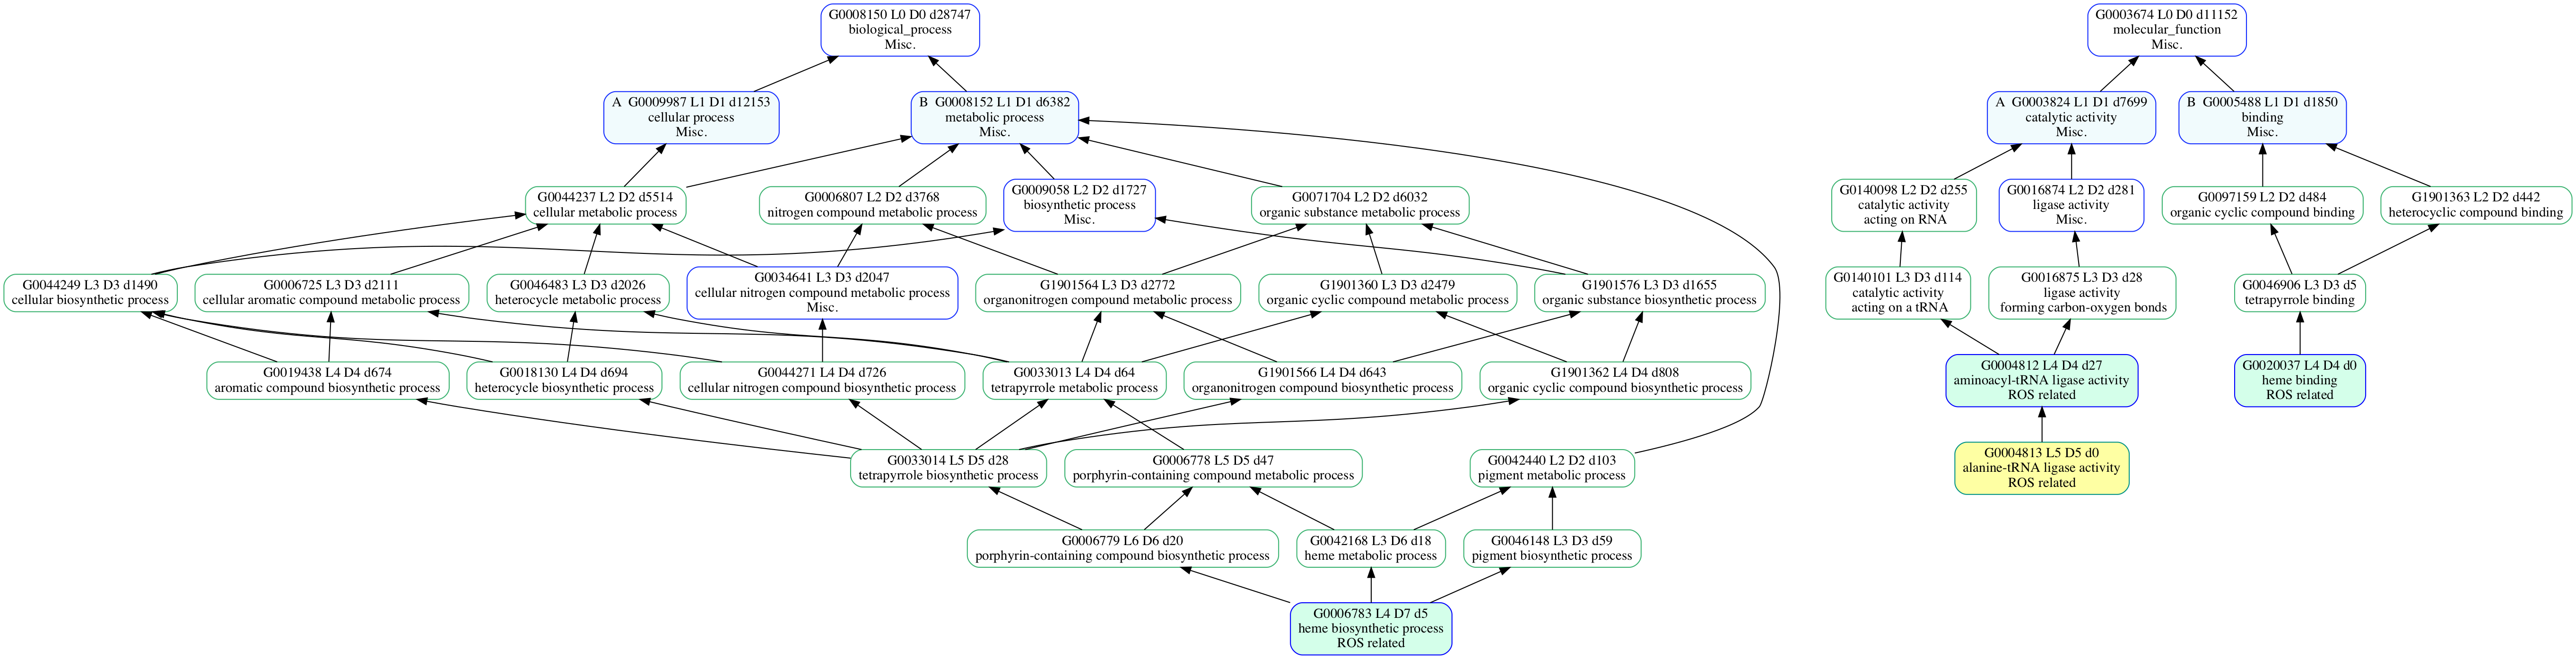 G0008150 L0 D0 d28747
biological_process
Misc.
G0003674 L0 D0 d11152
molecular_function
Misc.
A  G0009987 L1 D1 d12153
cellular process
Misc.
B  G0008152 L1 D1 d6382
metabolic process
Misc.
A  G0003824 L1 D1 d7699
catalytic activity
Misc.
B  G0005488 L1 D1 d1850
binding
Misc.
G0044237 L2 D2 d5514
cellular metabolic process
G0006807 L2 D2 d3768
nitrogen compound metabolic process
G0009058 L2 D2 d1727
biosynthetic process
Misc.
G0071704 L2 D2 d6032
organic substance metabolic process
G0140098 L2 D2 d255
catalytic activity
acting on RNA
G0016874 L2 D2 d281
ligase activity
Misc.
G0097159 L2 D2 d484
organic cyclic compound binding
G1901363 L2 D2 d442
heterocyclic compound binding
G0044249 L3 D3 d1490
cellular biosynthetic process
G0006725 L3 D3 d2111
cellular aromatic compound metabolic process
G0046483 L3 D3 d2026
heterocycle metabolic process
G0034641 L3 D3 d2047
cellular nitrogen compound metabolic process
Misc.
G1901564 L3 D3 d2772
organonitrogen compound metabolic process
G1901360 L3 D3 d2479
organic cyclic compound metabolic process
G1901576 L3 D3 d1655
organic substance biosynthetic process
G0140101 L3 D3 d114
catalytic activity
acting on a tRNA
G0016875 L3 D3 d28
ligase activity
forming carbon-oxygen bonds
G0046906 L3 D3 d5
tetrapyrrole binding
G0019438 L4 D4 d674
aromatic compound biosynthetic process
G0018130 L4 D4 d694
heterocycle biosynthetic process
G0044271 L4 D4 d726
cellular nitrogen compound biosynthetic process
G0033013 L4 D4 d64
tetrapyrrole metabolic process
G1901566 L4 D4 d643
organonitrogen compound biosynthetic process
G1901362 L4 D4 d808
organic cyclic compound biosynthetic process
G0004812 L4 D4 d27
aminoacyl-tRNA ligase activity
ROS related
G0020037 L4 D4 d0
heme binding
ROS related
G0033014 L5 D5 d28
tetrapyrrole biosynthetic process
G0006778 L5 D5 d47
porphyrin-containing compound metabolic process
G0042440 L2 D2 d103
pigment metabolic process
G0004813 L5 D5 d0
alanine-tRNA ligase activity
ROS related
G0006779 L6 D6 d20
porphyrin-containing compound biosynthetic process
G0042168 L3 D6 d18
heme metabolic process
G0046148 L3 D3 d59
pigment biosynthetic process
G0006783 L4 D7 d5
heme biosynthetic process
ROS related